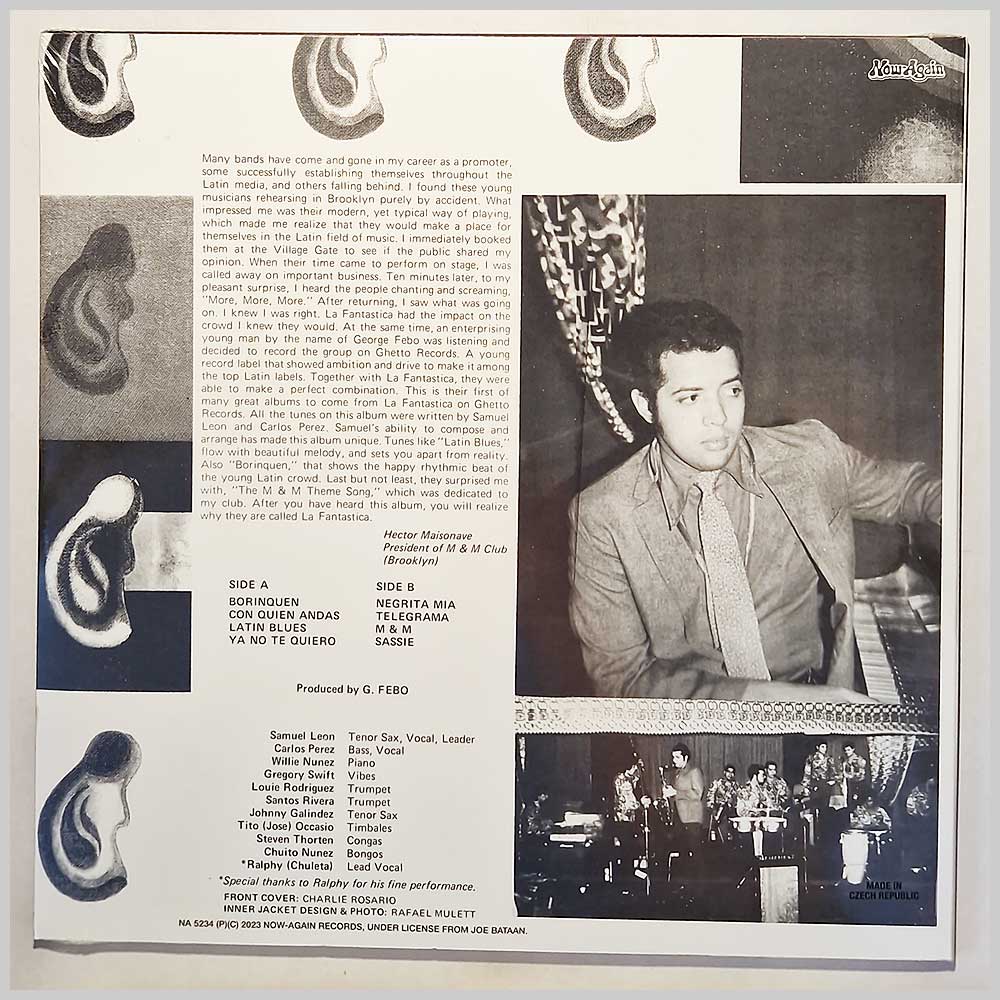 Now-Again
Many bands have come and gone in my career as a promoter,
some successfully establishing themselves throughout the
Latin media, and others falling behind. I found these young
musicians rehearsing in Brooklyn purely by accident. What
impressed me was their modern, yet typical way of playing,
which made me realize that they would make a place for
themselves in the Latin field of music. I immediately booked
them at the Village Gate to see if the public shared my
opinion. When their time came to perform on stage, I was
called away on important business. Ten minutes later, to my
pleasant surprise, I heard the people chanting and screaming,
"More, More, More." After returning, I saw what was going
on. I knew I was right. La Fantastica had the impact on the
crowd I knew they would. At the same time, an enterprising
young man by the name of George Febo was listening and
decided to record the group on Ghetto Records. A young
record label that showed ambition and drive to make it among
the top Latin labels. Together with La Fantastica, they were
able to make a perfect combination. This is their first of
many great albums to come from La Fantastica on Ghetto
Records. All the tunes on this album were written by Samuel
Leon and Carlos Perez. Samuel's ability to compose and
arrange has made this album unique. Tunes like "Latin Blues,"
flow with beautiful melody, and sets you apart from reality.
Also "Borinquen," that shows the happy rhythmic beat of
the young Latin crowd. Last but not least, they surprised me
with, "The M & M Theme Song," which was dedicated to
my club. After you have heard this album, you will realize
why they are called La Fantastica.
Hector Maisonave
President of M & M Club
(Brooklyn)
SIDE A
BORINQUEN
CON QUIEN ANDAS
LATIN BLUES
YA NO TE QUIERO
SIDE B
NEGRITA MIA
TELEGRAMA
M & M
SASSIE
Produced by G. FEBO
Samuel Leon Tenor Sax, Vocal, Leader
Carlos Perez Bass, Vocal
Willie Nunez Piano
Gregory Swift Vibes
Louie Rodriguez Trumpet
Santos Rivera Trumpet
Johnny Galindez Tenor Sax
Tito (Jose) Occasio Timbales
Steven Thorten Congas
Chuito Nunez Bongos
*Ralphy (Chuleta) Lead Vocal
*Special thanks to Ralphy for his fine performance.
FRONT COVER: CHARLIE ROSARIO
INNER JACKET DESIGN & PHOTO: RAFAEL MULETT
NA 5234 (P)(C) 2023 NOW-AGAIN RECORDS, UNDER LICENSE FROM JOE BATAAN.
MADE IN
CZECH REPUBLIC